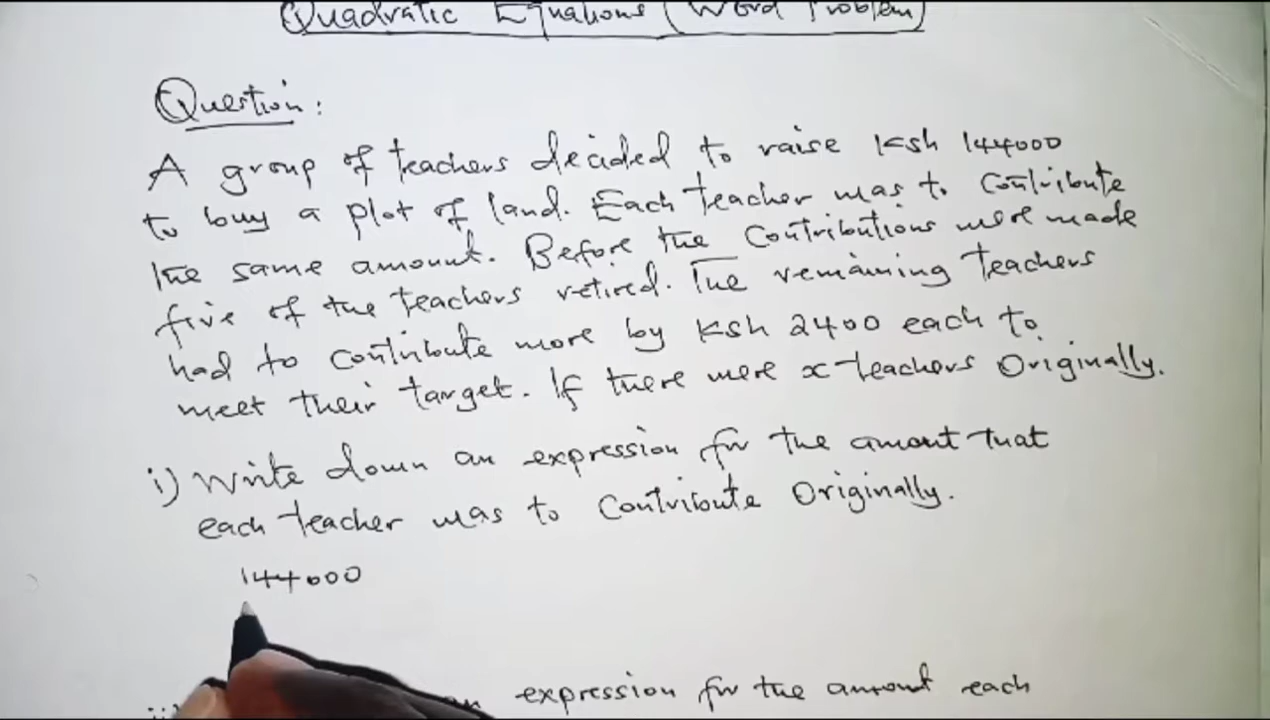 Quadratic Equations (Word Problem)
Question:
A group of teachers decided to raise Ksh 144000
to buy a plot of land. Each teacher was to contribute
the same amount. Before the contributions were made
five of the teachers retired. The remaining teachers
had to contribute more by Ksh 2400 each to
meet their target. If there were x teachers originally.
i) Write down an expression for the amount that
each teacher was to contribute originally.
144000
expression for the amount each